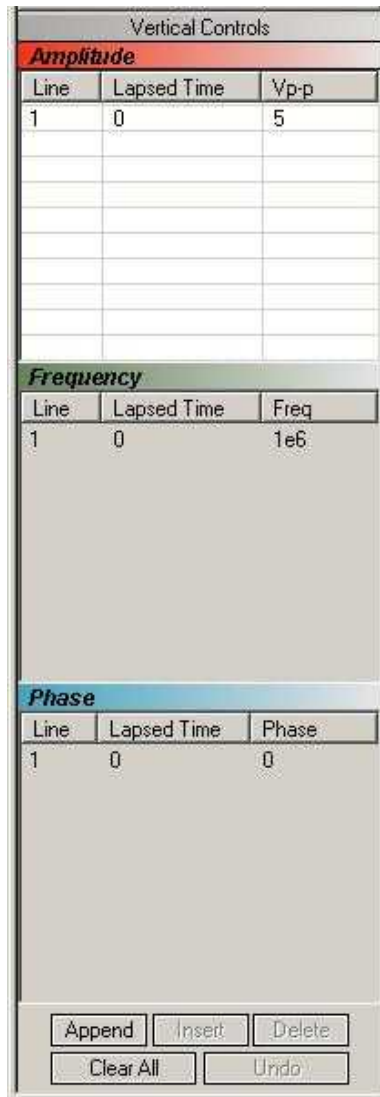 Vertical Controls
Amplitude
Line Lapsed Time Vp-p
1 0 5
Frequency
Line Lapsed Time Freq
1 0 1e6
Phase
Line Lapsed Time Phase
1 0 0
Append Insert Delete
Clear All Undo